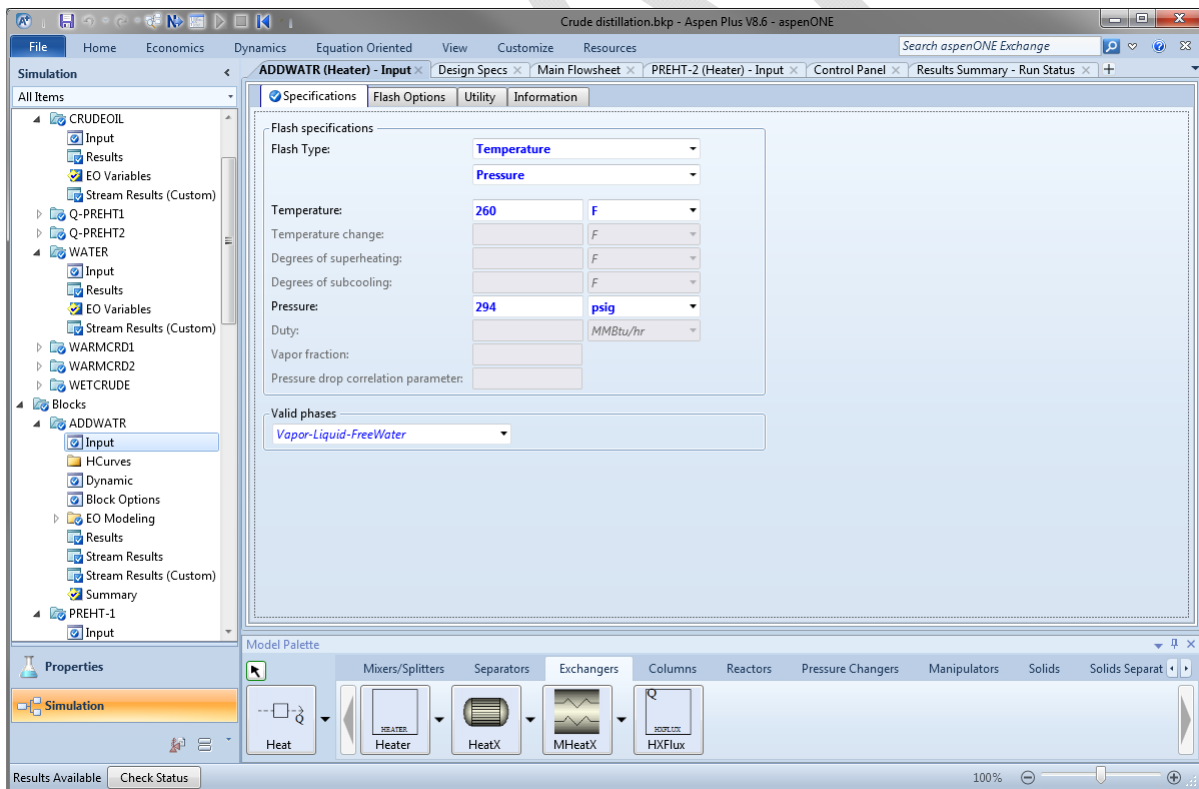 Crude distillation.bkp - Aspen Plus V8.6 - aspenONE
File Home Economics Dynamics Equation Oriented View Customize Resources Search aspenONE Exchange
Simulation
All Items
CRUDEOIL
Input
Results
EO Variables
Stream Results (Custom)
Q-PREHT1
Q-PREHT2
WATER
Input
Results
EO Variables
Stream Results (Custom)
WARMCRD1
WARMCRD2
WETCRUDE
Blocks
ADDWATR
Input
HCurves
Dynamic
Block Options
EO Modeling
Results
Stream Results
Stream Results (Custom)
Summary
PREHT-1
Input
Properties
Simulation
ADDWATR (Heater) - Input Design Specs Main Flowsheet PREHT-2 (Heater) - Input Control Panel Results Summary - Run Status +
Specifications Flash Options Utility Information
Flash specifications
Flash Type: Temperature
Pressure
Temperature: 260 F
Temperature change: F
Degrees of superheating: F
Degrees of subcooling: F
Pressure: 294 psig
Duty: MMBtu/hr
Vapor fraction:
Pressure drop correlation parameter:
Valid phases
Vapor-Liquid-FreeWater
Model Palette
Mixers/Splitters Separators Exchangers Columns Reactors Pressure Changers Manipulators Solids Solids Separat
Q HEATER Q HXFLUX
Heat Heater HeatX MHeatX HXFlux
Results Available Check Status 100%